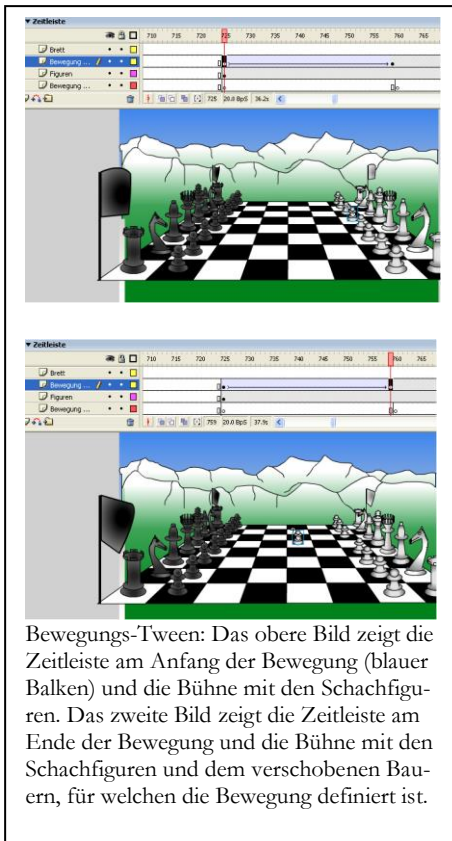 ▼ Zeitleiste
710 715 720 725 730 735 740 745 750 755 760 765
Brett
Bewegung ...
Figuren
Bewegung ...
725 20.0 BpS 36.2s
▼ Zeitleiste
710 715 720 725 730 735 740 745 750 755 760 765
Brett
Bewegung ...
Figuren
Bewegung ...
759 20.0 BpS 37.9s
Bewegungs-Tween: Das obere Bild zeigt die
Zeitleiste am Anfang der Bewegung (blauer
Balken) und die Bühne mit den Schachfigu-
ren. Das zweite Bild zeigt die Zeitleiste am
Ende der Bewegung und die Bühne mit den
Schachfiguren und dem verschobenen Bau-
ern, für welchen die Bewegung definiert ist.